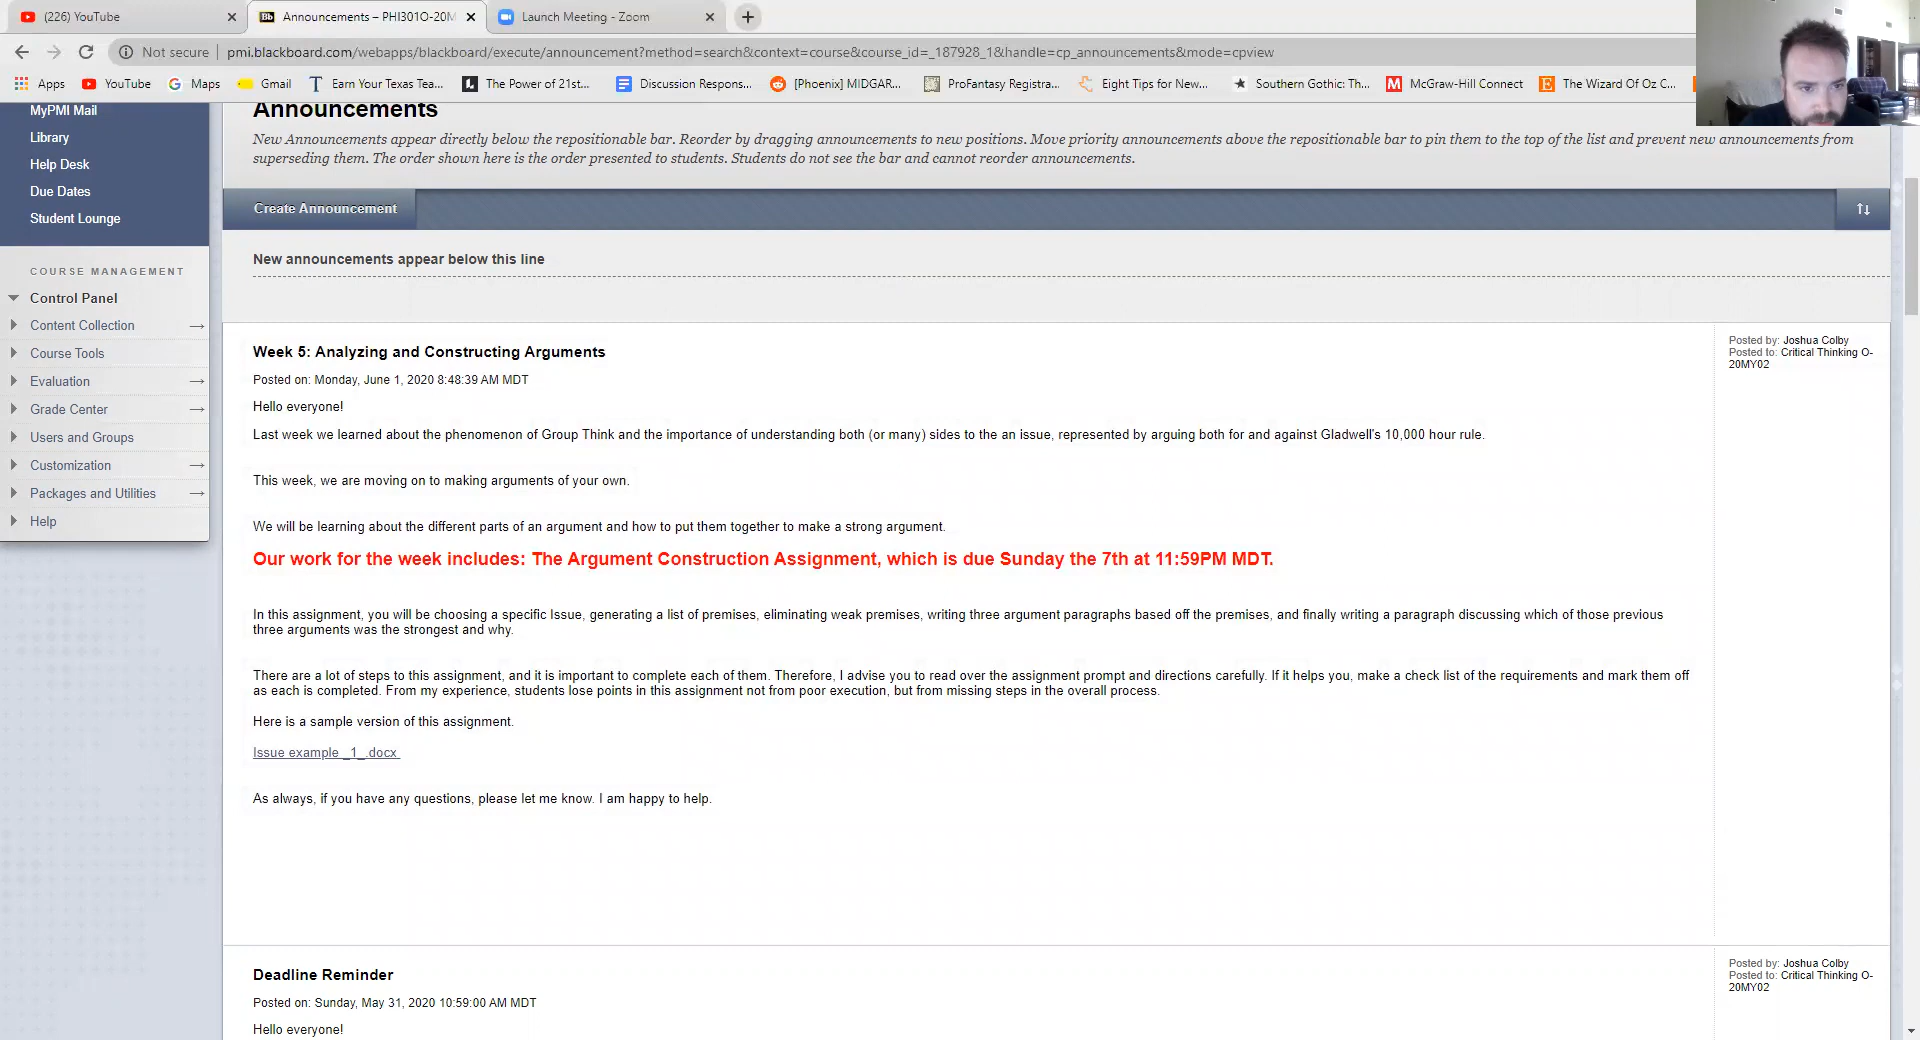 (226) YouTube
Announcements – PHI301O-20M
Launch Meeting - Zoom
Not secure
pmi.blackboard.com/webapps/blackboard/execute/announcement?method=search&context=course&course_id=_187928_1&handle=cp_announcements&mode=cpview
Apps
YouTube
Maps
Gmail
Earn Your Texas Tea...
The Power of 21st...
Discussion Respons...
[Phoenix] MIDGAR...
ProFantasy Registra...
Eight Tips for New...
Southern Gothic: Th...
McGraw-Hill Connect
The Wizard Of Oz C...
MyPMI Mail
Library
Help Desk
Due Dates
Student Lounge
COURSE MANAGEMENT
Control Panel
Content Collection
Course Tools
Evaluation
Grade Center
Users and Groups
Customization
Packages and Utilities
Help
Announcements
New Announcements appear directly below the repositionable bar. Reorder by dragging announcements to new positions. Move priority announcements above the repositionable bar to pin them to the top of the list and prevent new announcements from
superseding them. The order shown here is the order presented to students. Students do not see the bar and cannot reorder announcements.
Create Announcement
New announcements appear below this line
Week 5: Analyzing and Constructing Arguments
Posted on: Monday, June 1, 2020 8:48:39 AM MDT
Hello everyone!
Last week we learned about the phenomenon of Group Think and the importance of understanding both (or many) sides to the an issue, represented by arguing both for and against Gladwell's 10,000 hour rule.
This week, we are moving on to making arguments of your own.
We will be learning about the different parts of an argument and how to put them together to make a strong argument.
Our work for the week includes: The Argument Construction Assignment, which is due Sunday the 7th at 11:59PM MDT.
In this assignment, you will be choosing a specific Issue, generating a list of premises, eliminating weak premises, writing three argument paragraphs based off the premises, and finally writing a paragraph discussing which of those previous
three arguments was the strongest and why.
There are a lot of steps to this assignment, and it is important to complete each of them. Therefore, I advise you to read over the assignment prompt and directions carefully. If it helps you, make a check list of the requirements and mark them off
as each is completed. From my experience, students lose points in this assignment not from poor execution, but from missing steps in the overall process.
Here is a sample version of this assignment.
Issue example _1_.docx
As always, if you have any questions, please let me know. I am happy to help.
Posted by: Joshua Colby
Posted to: Critical Thinking O-
20MY02
Deadline Reminder
Posted on: Sunday, May 31, 2020 10:59:00 AM MDT
Hello everyone!
Posted by: Joshua Colby
Posted to: Critical Thinking O-
20MY02